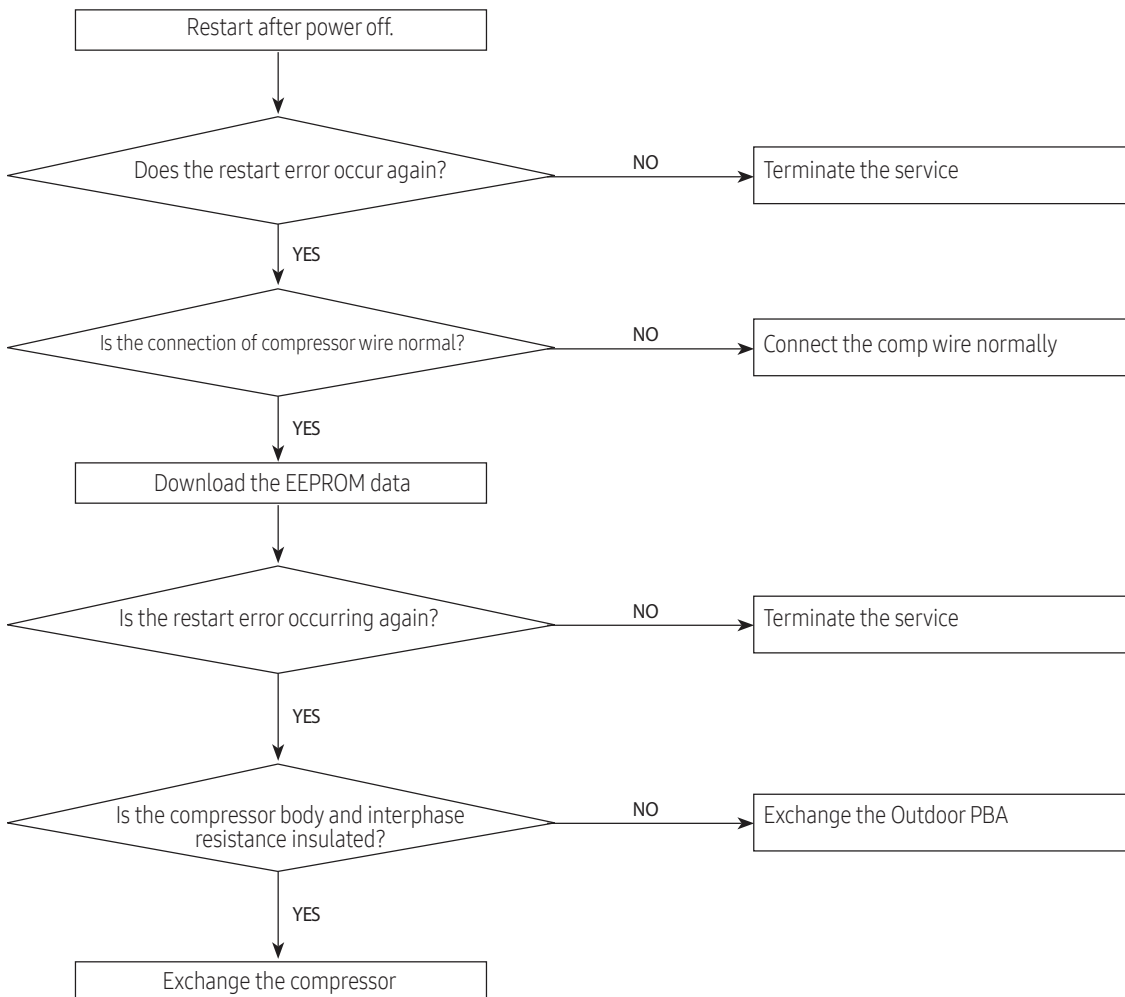 Restart after power off.
Does the restart error occur again?
NO
Terminate the service
YES
Is the connection of compressor wire normal?
NO
Connect the comp wire normally
YES
Download the EEPROM data
Is the restart error occurring again?
NO
Terminate the service
YES
Is the compressor body and interphase
resistance insulated?
NO
Exchange the Outdoor PBA
YES
Exchange the compressor